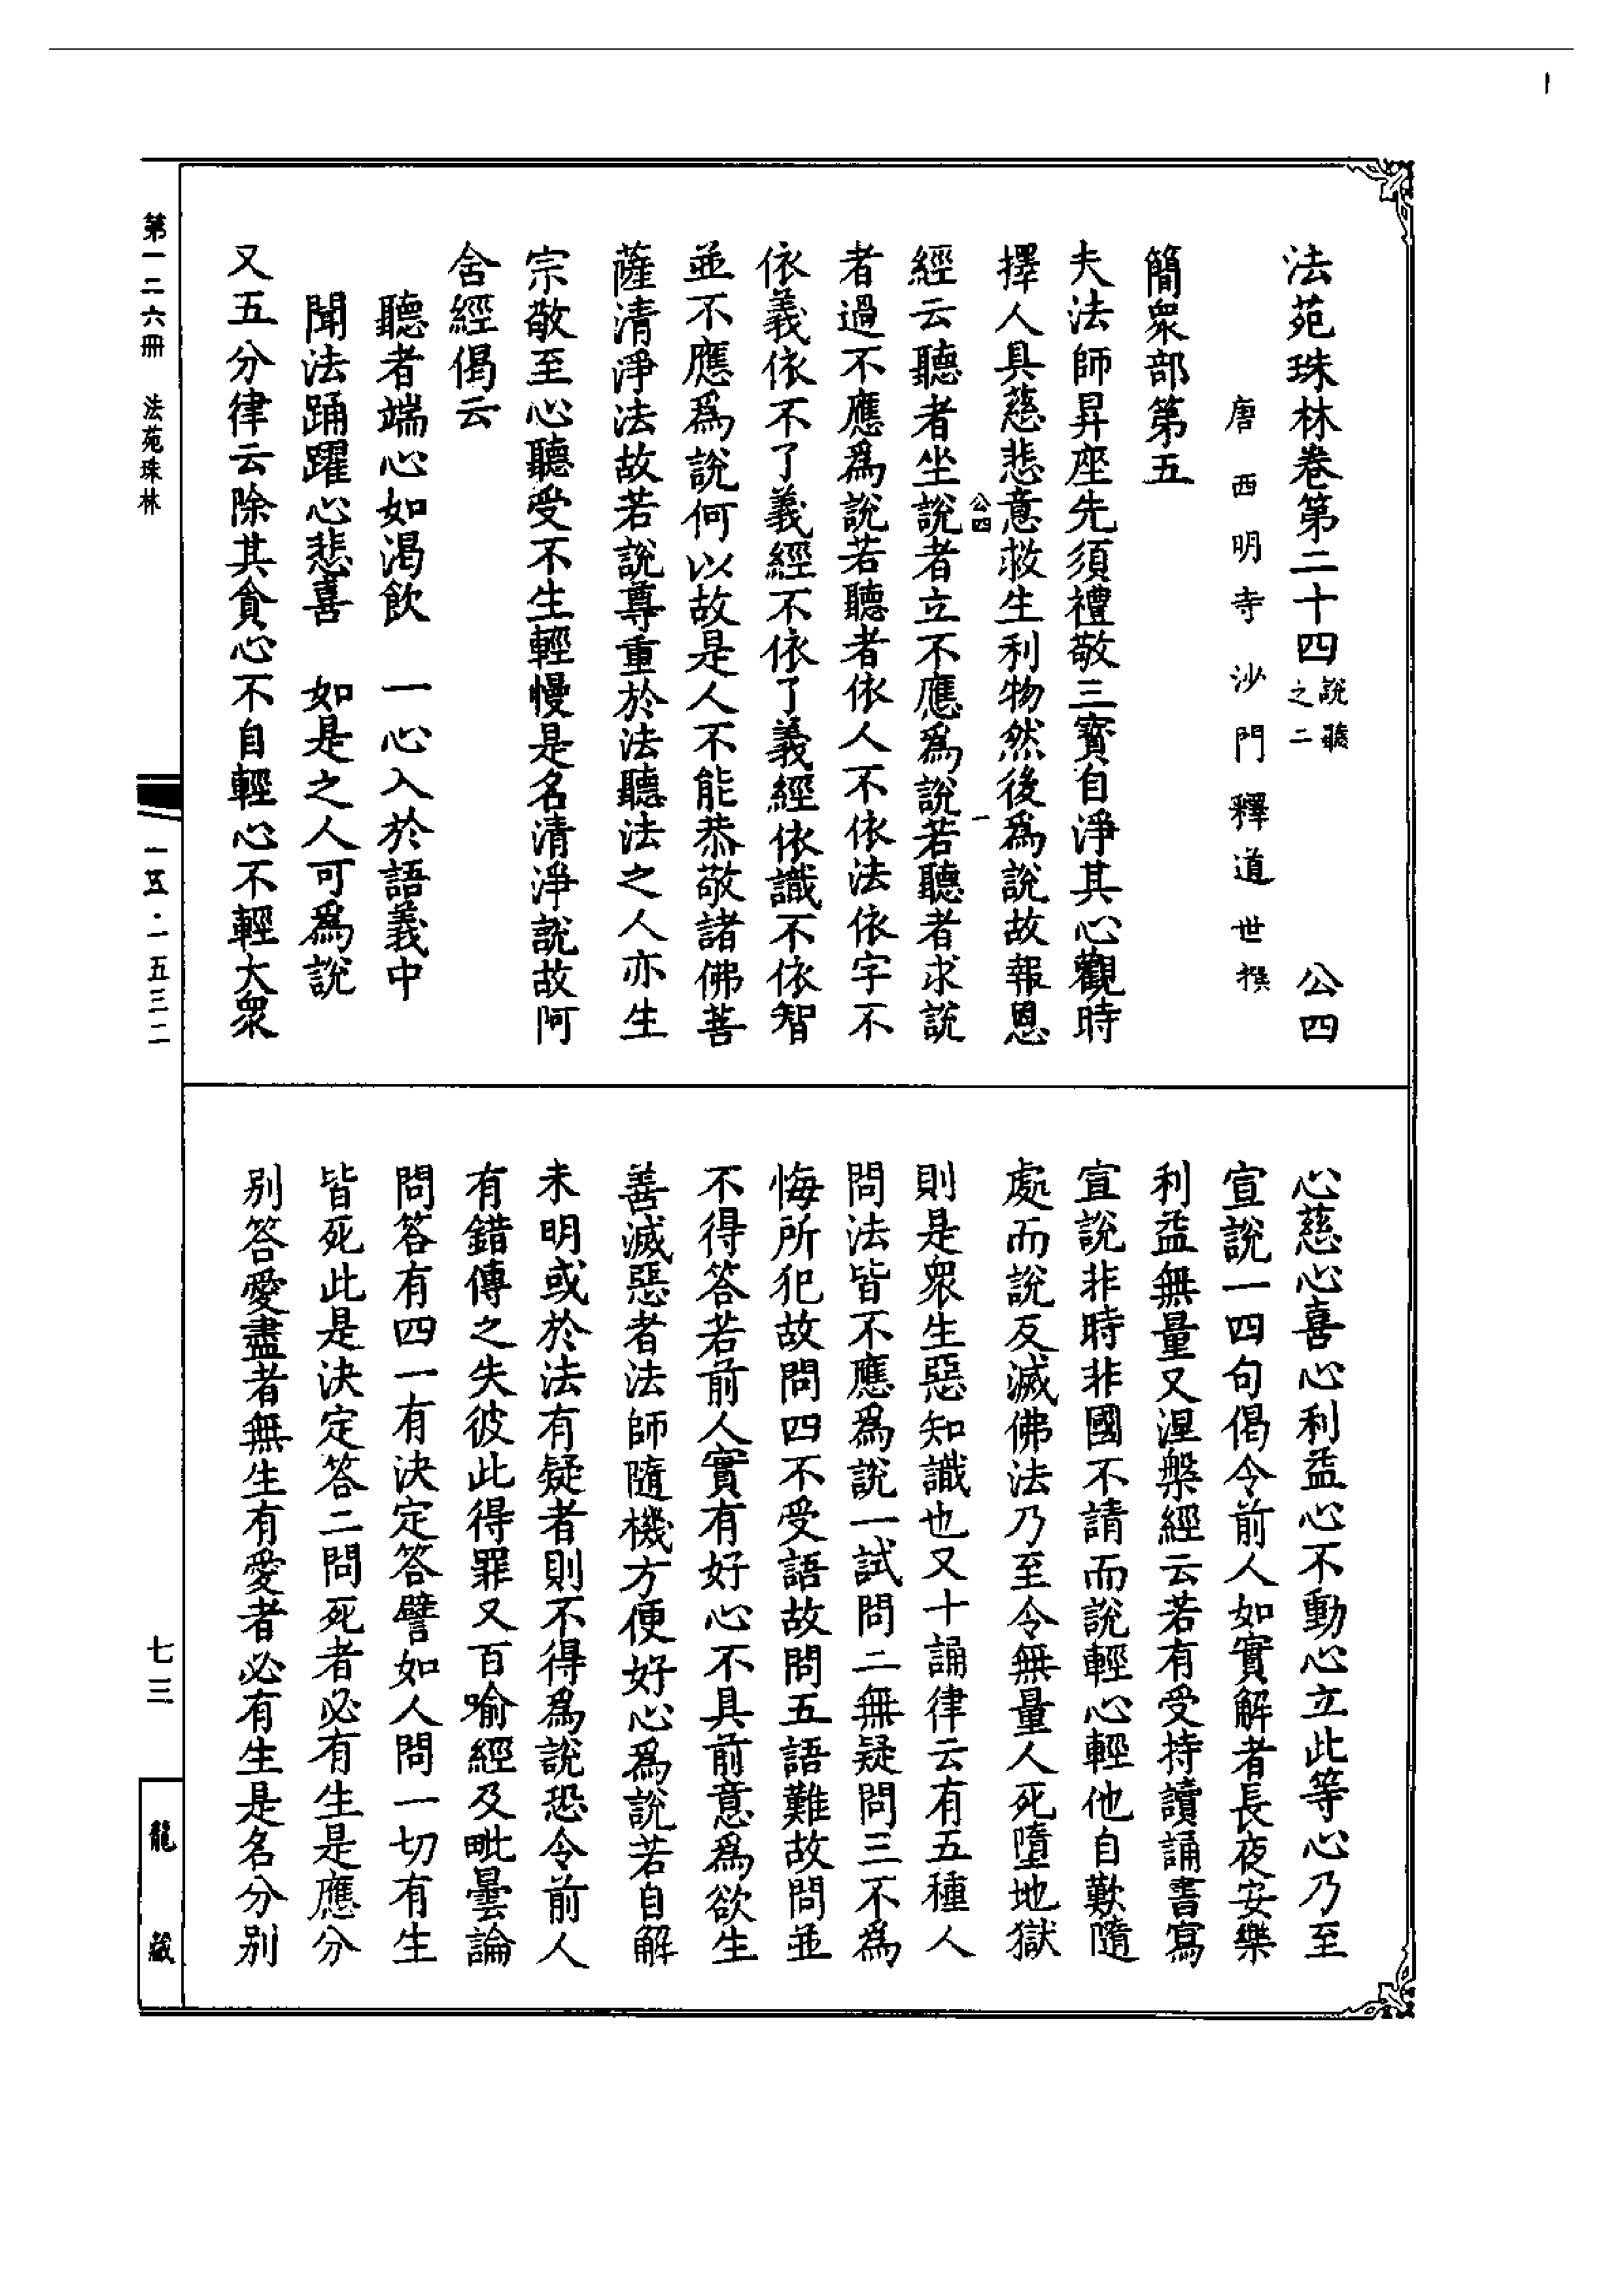 法苑珠林卷第二十四 說聽之二 公四
唐西明寺沙門釋道世撰
簡衆部第五
夫法師昇座先須禮敬三寳自淨其心觀時
擇人具慈悲意救生利物然後爲說故報恩
公四 一
經云聽者坐說者立不應爲說若聽者求說
者過不應爲說若聽者依人不依法依字不
依義依不了義經不依了義經依識不依智
並不應爲說何以故是人不能恭敬諸佛菩
薩清淨法故若說尊重於法聽法之人亦生
宗敬至心聽受不生輕慢是名清淨說故阿
含經偈云
聽者端心如渴飲 一心入於語義中
聞法踊躍心悲喜 如是之人可爲說
又五分律云除其貪心不自輕心不輕大衆
心慈心喜心利益心不動心立此等心乃至
宣說一四句偈令前人如實解者長夜安樂
利益無量又涅槃經云若有受持讀誦書寫
宣說非時非國不請而說輕心輕他自歎隨
處而說反滅佛法乃至令無量人死墮地獄
則是衆生惡知識也又十誦律云有五種人
問法皆不應爲說一試問二無疑問三不爲
悔所犯故問四不受語故問五語難故問並
不得答若前人實有好心不具前意爲欲生
善滅惡者法師隨機方便好心爲說若自解
未明或於法有疑者則不得爲說恐令前人
有錯傳之失彼此得罪又百喻經及毗曇論
問答有四一有決定答譬如人問一切有生
皆死此是決定答二問死者必有生是應分
别答愛盡者無生有愛者必有生是名分别
第一二六冊 法苑珠林
一五·一五三二
七三
龍藏